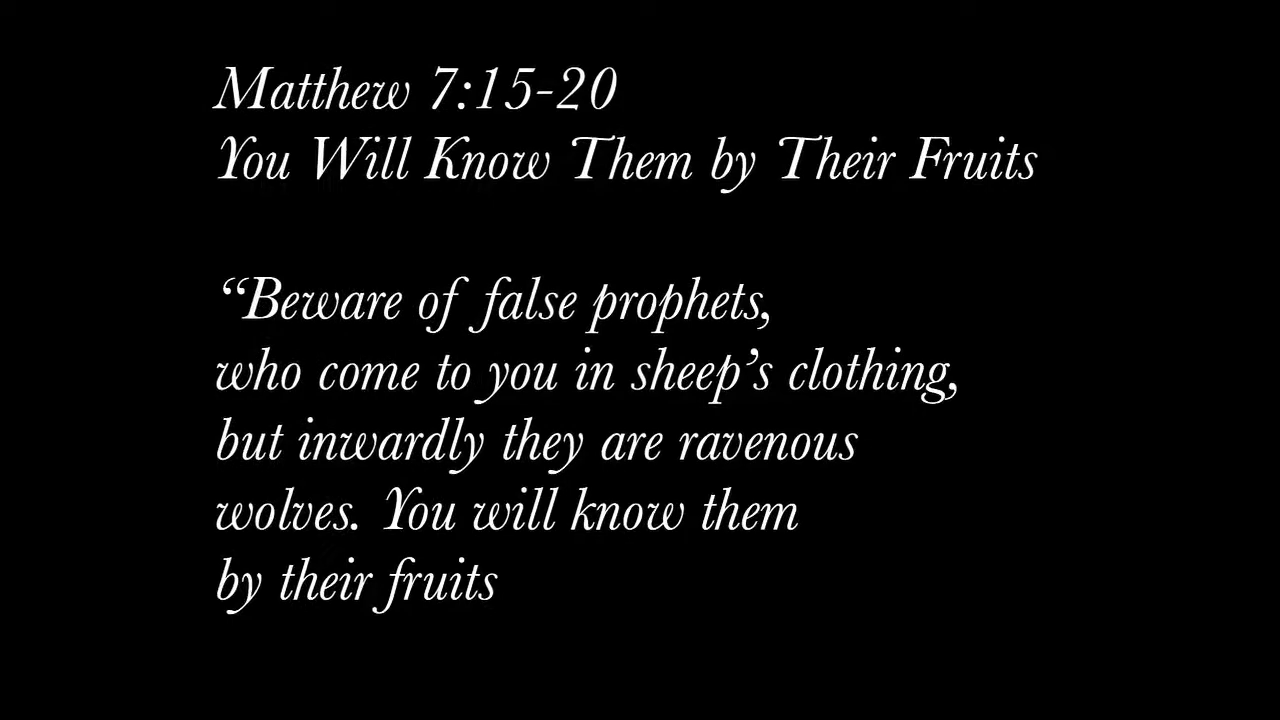 Matthew 7:15-20
You Will Know Them by Their Fruits
“Beware of false prophets,
who come to you in sheep’s clothing,
but inwardly they are ravenous
wolves. You will know them
by their fruits